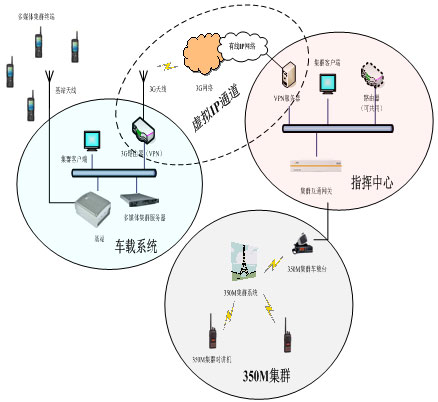 多媒体集群终端
基站天线
3G天线
有线IP网络
3G网络
虚拟IP通道
集群客户端
VPN服务器
路由器
(可共用)
集群客户端
3G路由器(VPN)
集群互通网关
指挥中心
多媒体集群服务器
基站
车载系统
350M集群车载台
350M集群系统
350M集群对讲机
350M集群